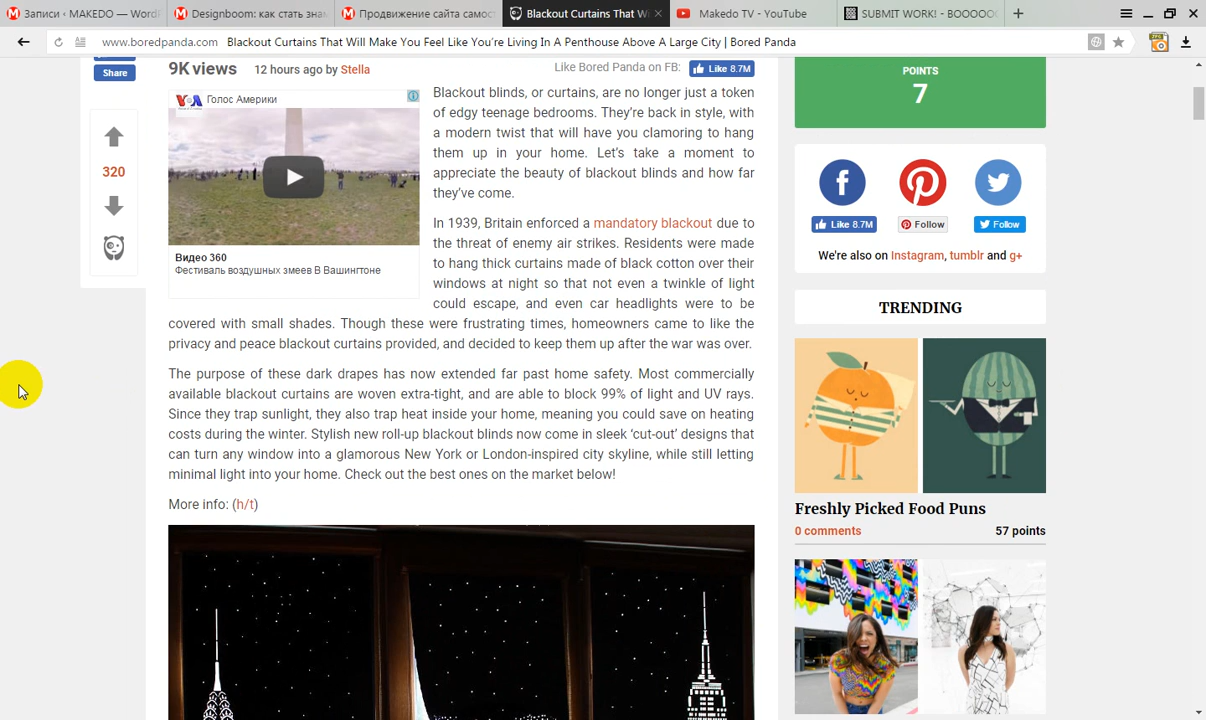 Записи ‹ MAKEDO — Word
Designboom: как стать знам
Продвижение сайта самост
Blackout Curtains That Wi
Makedo TV - YouTube
SUBMIT WORK! - BOOOOO
www.boredpanda.com Blackout Curtains That Will Make You Feel Like You're Living In A Penthouse Above A Large City | Bored Panda
Share
9K views 12 hours ago by Stella
Like Bored Panda on FB: Like 8.7M
320
VOA Голос Америки
Видео 360
Фестиваль воздушных змеев В Вашингтоне
Blackout blinds, or curtains, are no longer just a token
of edgy teenage bedrooms. They're back in style, with
a modern twist that will have you clamoring to hang
them up in your home. Let's take a moment to
appreciate the beauty of blackout blinds and how far
they've come.
In 1939, Britain enforced a mandatory blackout due to
the threat of enemy air strikes. Residents were made
to hang thick curtains made of black cotton over their
windows at night so that not even a twinkle of light
could escape, and even car headlights were to be
covered with small shades. Though these were frustrating times, homeowners came to like the
privacy and peace blackout curtains provided, and decided to keep them up after the war was over.
The purpose of these dark drapes has now extended far past home safety. Most commercially
available blackout curtains are woven extra-tight, and are able to block 99% of light and UV rays.
Since they trap sunlight, they also trap heat inside your home, meaning you could save on heating
costs during the winter. Stylish new roll-up blackout blinds now come in sleek 'cut-out' designs that
can turn any window into a glamorous New York or London-inspired city skyline, while still letting
minimal light into your home. Check out the best ones on the market below!
More info: (h/t)
POINTS
7
Like 8.7M
Follow
Follow
We're also on Instagram, tumblr and g+
TRENDING
Freshly Picked Food Puns
0 comments 57 points